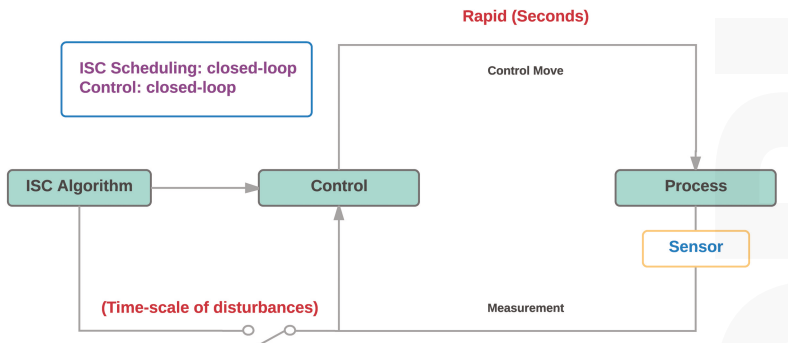 Rapid (Seconds)
ISC Scheduling: closed-loop
Control: closed-loop
Control Move
ISC Algorithm
Control
Process
Sensor
(Time-scale of disturbances)
Measurement